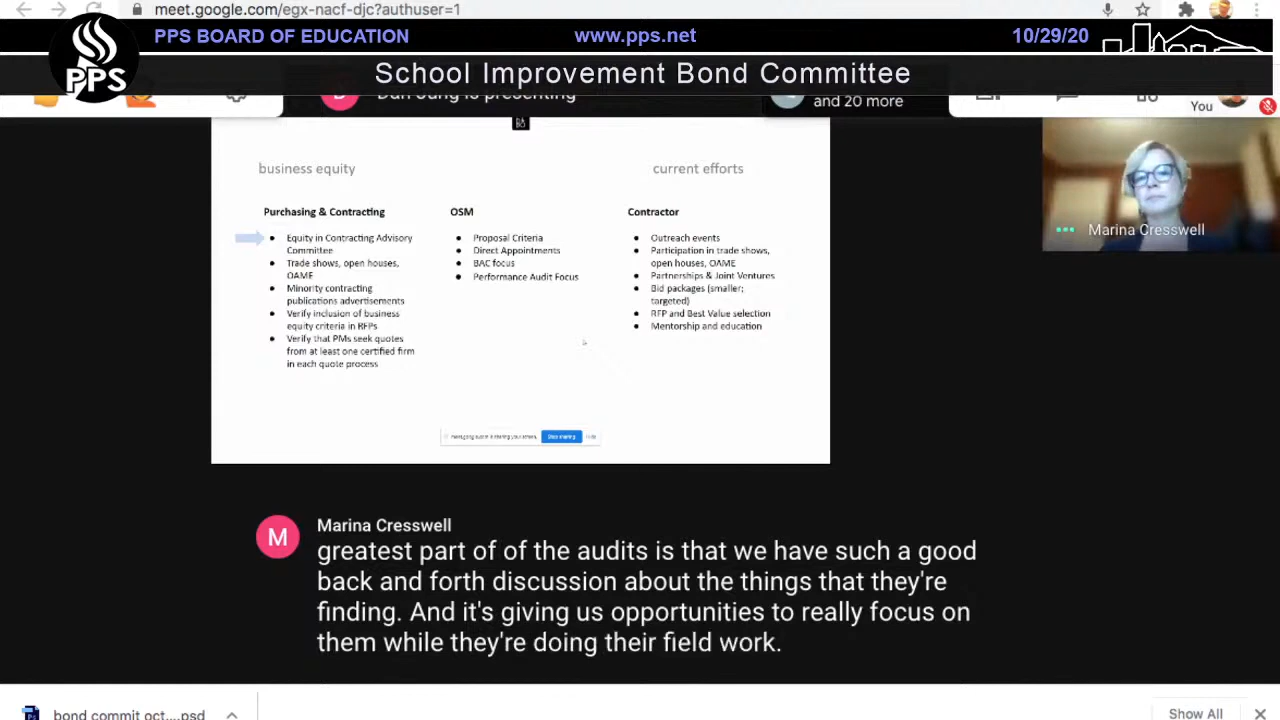 meet.google.com/egx-nacf-djc?authuser=1
PPS BOARD OF EDUCATION
www.pps.net
10/29/20
PPS
School Improvement Bond Committee
is presenting
and 20 more
You
business equity
current efforts
Purchasing & Contracting
Equity in Contracting Advisory
Committee
Trade shows, open houses,
OAME
Minority contracting
publications advertisements
Verify inclusion of business
equity criteria in RFPs
Verify that PMs seek quotes
from at least one certified firm
in each quote process
OSM
Proposal Criteria
Direct Appointments
BAC focus
Performance Audit Focus
Contractor
Outreach events
Participation in trade shows,
open houses, OAME
Partnerships & Joint Ventures
Bid packages (smaller;
targeted)
RFP and Best Value selection
Mentorship and education
is sharing your screen.
Stop sharing
Hide
Marina Cresswell
M
Marina Cresswell
greatest part of of the audits is that we have such a good
back and forth discussion about the things that they're
finding. And it's giving us opportunities to really focus on
them while they're doing their field work.
bond commit oct....psd
Show All